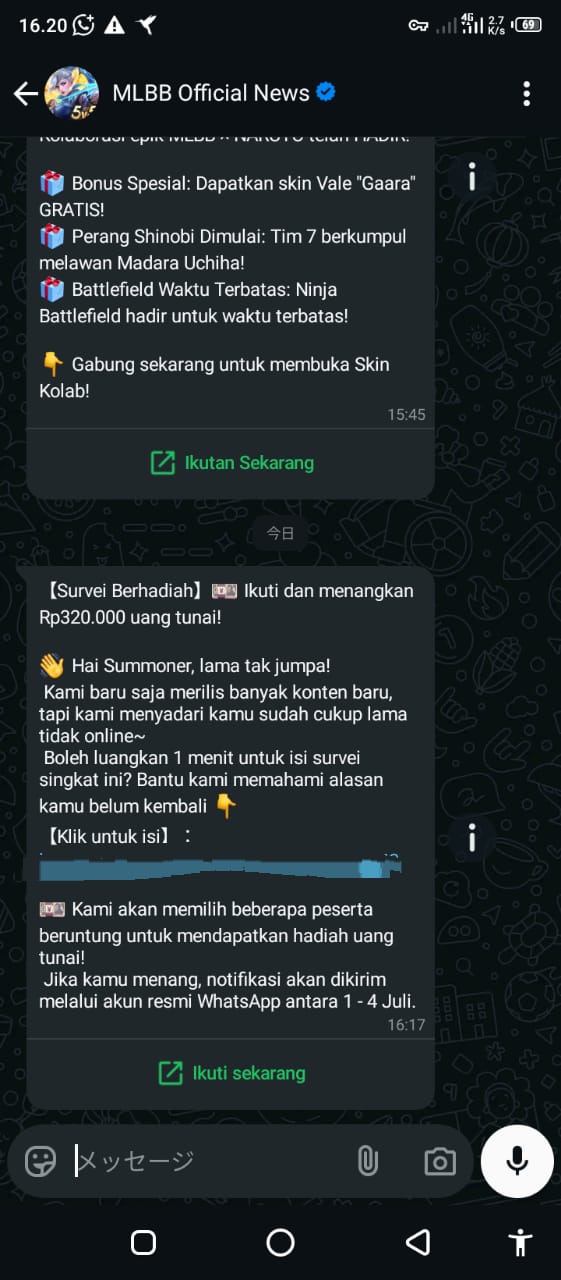 16.20
4G
2.7
K/s
69
MLBB Official News
Kolaborasi epik MLBB × NARUTO telah HADIR!
🎁 Bonus Spesial: Dapatkan skin Vale "Gaara"
GRATIS!
🎁 Perang Shinobi Dimulai: Tim 7 berkumpul
melawan Madara Uchiha!
🎁 Battlefield Waktu Terbatas: Ninja
Battlefield hadir untuk waktu terbatas!
👇 Gabung sekarang untuk membuka Skin
Kolab!
15:45
Ikutan Sekarang
今日
【Survei Berhadiah】💴 Ikuti dan menangkan
Rp320.000 uang tunai!
👋 Hai Summoner, lama tak jumpa!
Kami baru saja merilis banyak konten baru,
tapi kami menyadari kamu sudah cukup lama
tidak online~
Boleh luangkan 1 menit untuk isi survei
singkat ini? Bantu kami memahami alasan
kamu belum kembali 👇
【Klik untuk isi】：
💴 Kami akan memilih beberapa peserta
beruntung untuk mendapatkan hadiah uang
tunai!
Jika kamu menang, notifikasi akan dikirim
melalui akun resmi WhatsApp antara 1 - 4 Juli.
16:17
Ikuti sekarang
メッセージ